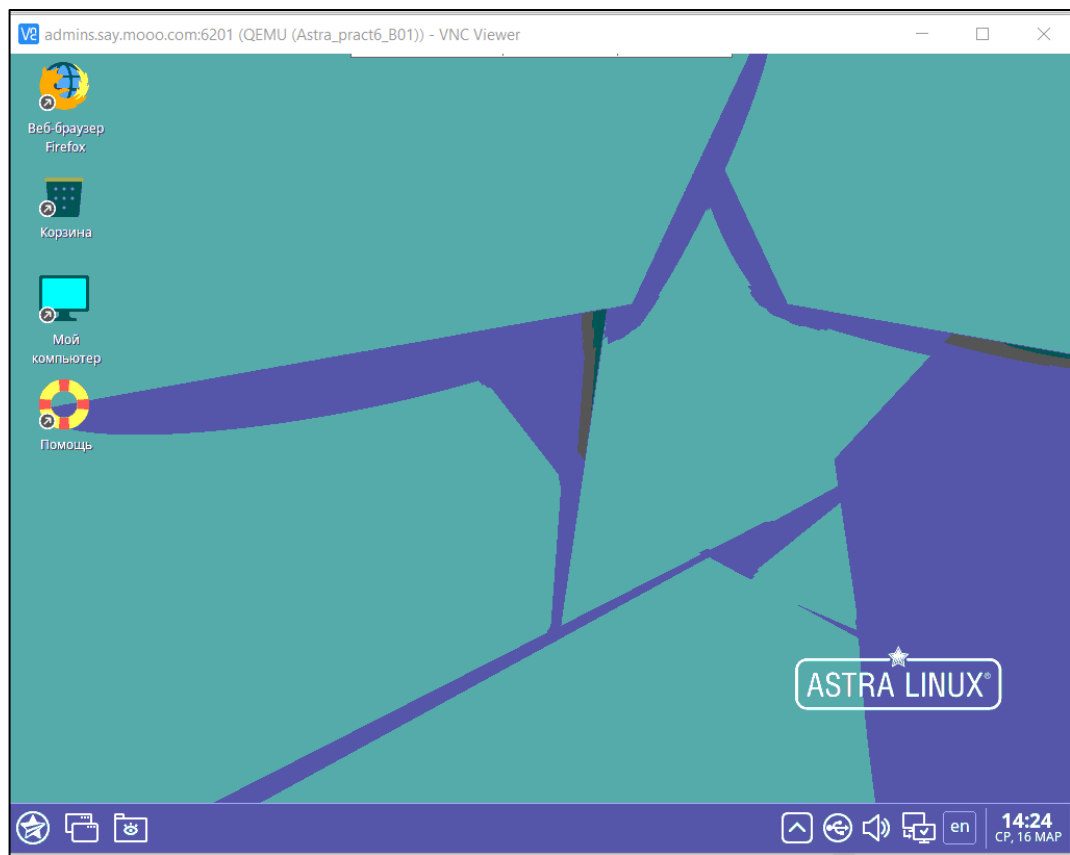 admins.say.mooo.com:6201 (QEMU (Astra_pract6_B01)) - VNC Viewer
Веб-браузер
Firefox
Корзина
Мой
компьютер
Помощь
ASTRA LINUX®
en
14:24
СР, 16 МАР